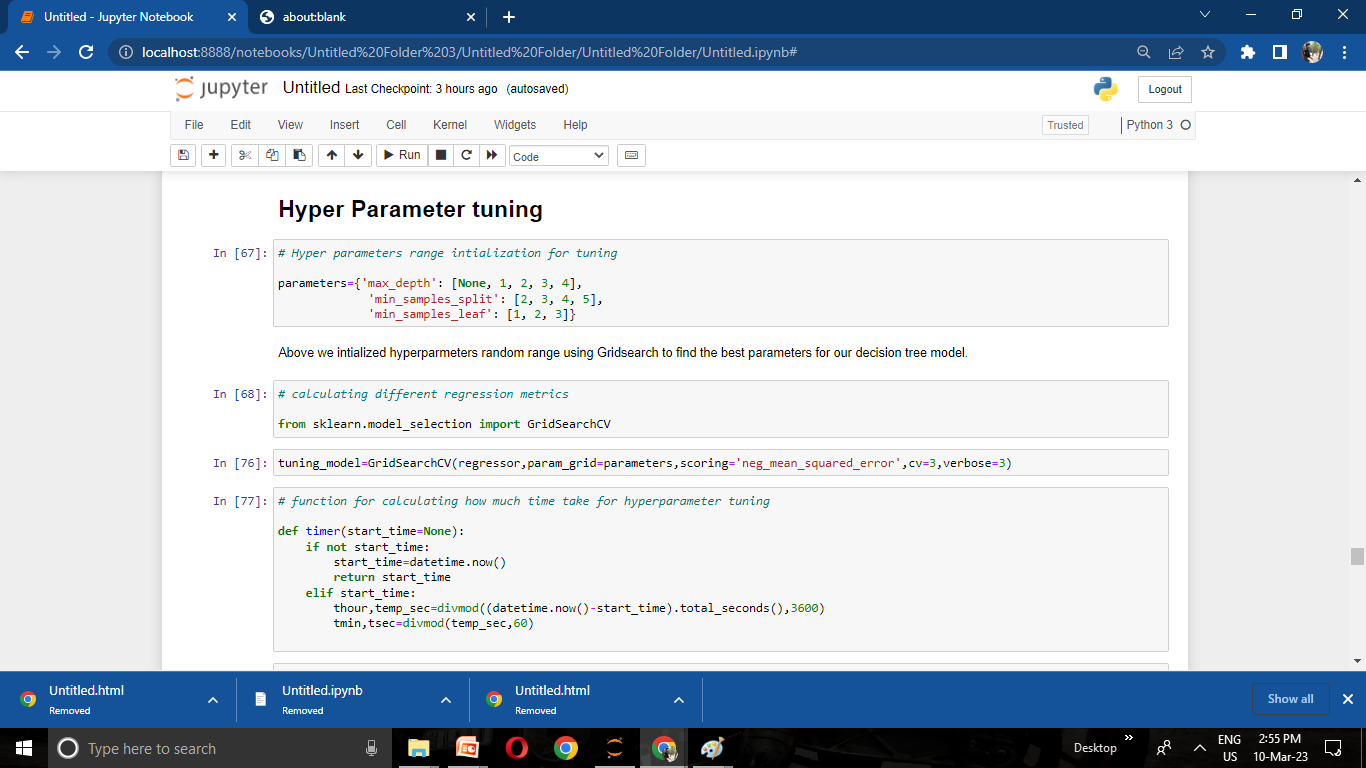 Untitled - Jupyter Notebook
about:blank
localhost:8888/notebooks/Untitled%20Folder%203/Untitled%20Folder/Untitled%20Folder/Untitled.ipynb#
jupyter Untitled Last Checkpoint: 3 hours ago (autosaved)
Logout
File Edit View Insert Cell Kernel Widgets Help
Trusted
Python 3
Run
Code
Hyper Parameter tuning
In [67]: # Hyper parameters range intialization for tuning
parameters={'max_depth': [None, 1, 2, 3, 4],
'min_samples_split': [2, 3, 4, 5],
'min_samples_leaf': [1, 2, 3]}
Above we intialized hyperparmeters random range using Gridsearch to find the best parameters for our decision tree model.
In [68]: # calculating different regression metrics
from sklearn.model_selection import GridSearchCV
In [76]: tuning_model=GridSearchCV(regressor,param_grid=parameters,scoring='neg_mean_squared_error',cv=3,verbose=3)
In [77]: # function for calculating how much time take for hyperparameter tuning
def timer(start_time=None):
if not start_time:
start_time=datetime.now()
return start_time
elif start_time:
thour,temp_sec=divmod((datetime.now()-start_time).total_seconds(),3600)
tmin,tsec=divmod(temp_sec,60)
Untitled.html
Removed
Untitled.ipynb
Removed
Untitled.html
Removed
Show all
Type here to search
Desktop
ENG
US
2:55 PM
10-Mar-23